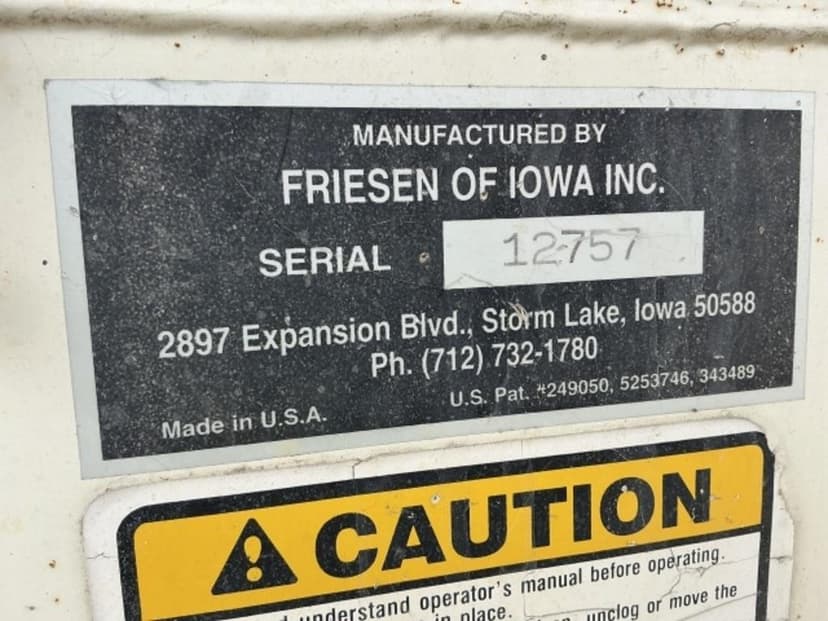 MANUFACTURED BY
FRIESEN OF IOWA INC.
SERIAL 12757
2897 Expansion Blvd., Storm Lake, Iowa 50588
Ph. (712) 732-1780
Made in U.S.A. U.S. Pat. #249050, 5253746, 343489
CAUTION
understand operator's manual before operating.
in place.
unclog or move the